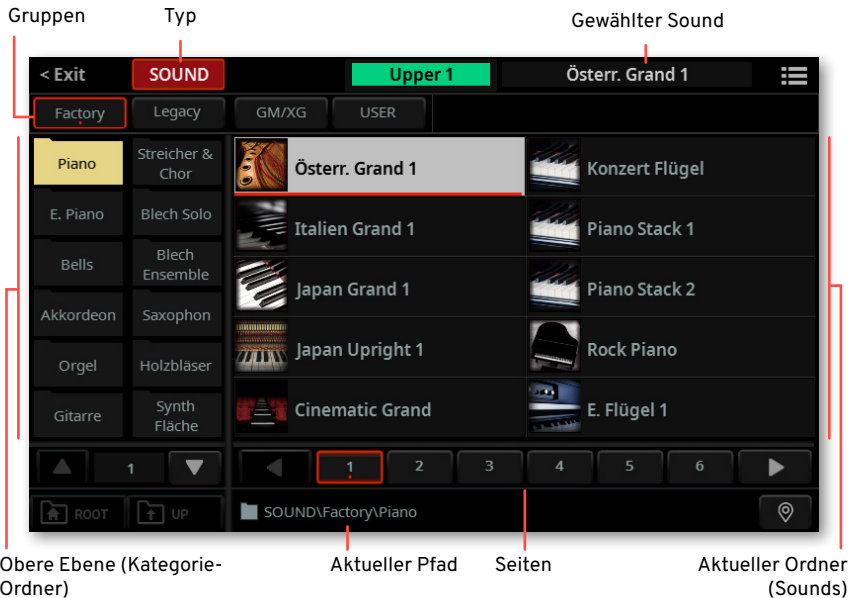 Gruppen
Typ
Gewählter Sound
< Exit
SOUND
Upper 1
Österr. Grand 1
Factory
Legacy
GM/XG
USER
Piano
Streicher &
Chor
E. Piano
Blech Solo
Bells
Blech
Ensemble
Akkordeon
Saxophon
Orgel
Holzbläser
Gitarre
Synth
Fläche
Österr. Grand 1
Konzert Flügel
Italien Grand 1
Piano Stack 1
Japan Grand 1
Piano Stack 2
Japan Upright 1
Rock Piano
Cinematic Grand
E. Flügel 1
1
1
2
3
4
5
6
ROOT
UP
SOUND\Factory\Piano
Obere Ebene (Kategorie-
Ordner)
Aktueller Pfad
Seiten
Aktueller Ordner
(Sounds)